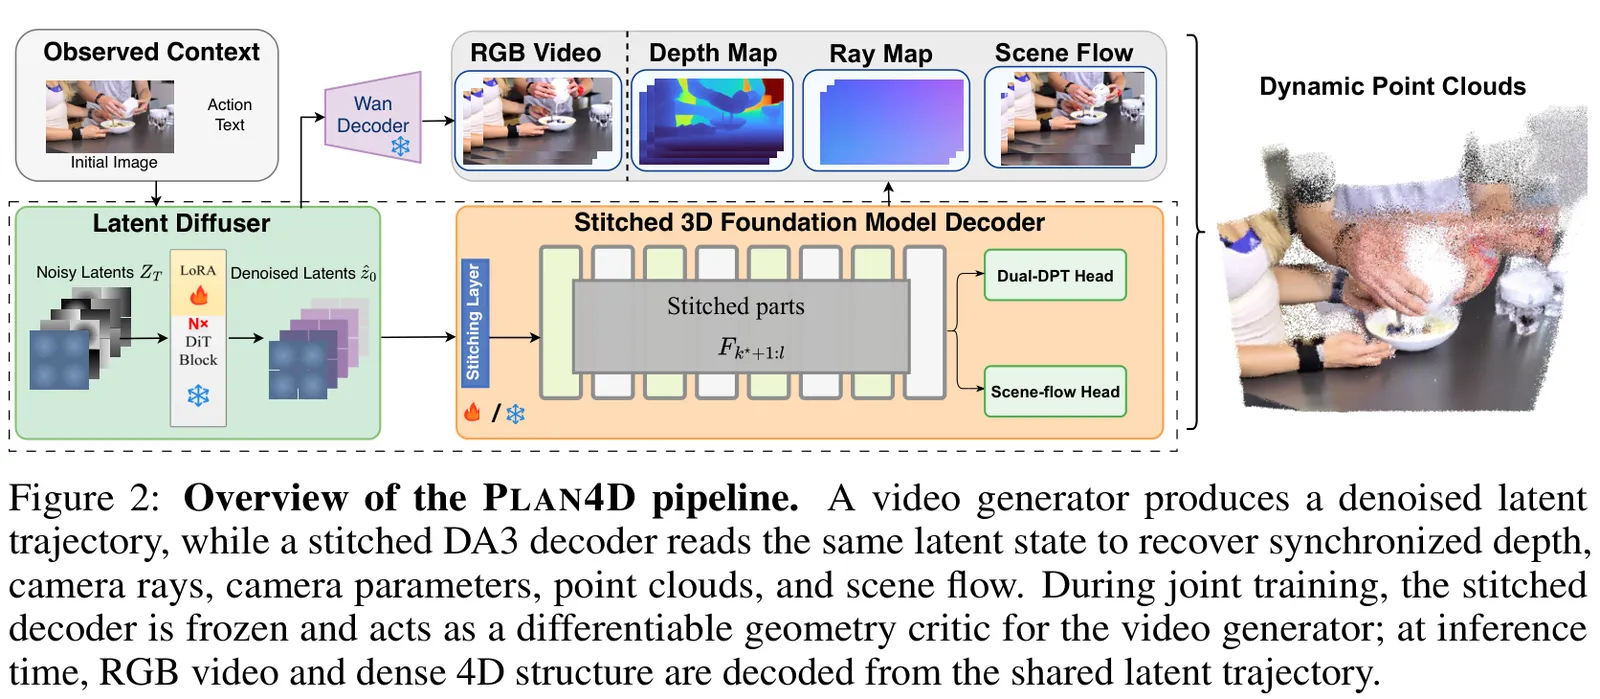 Observed Context
Action
Text
Initial Image
Wan
Decoder
RGB Video
Depth Map
Ray Map
Scene Flow
Dynamic Point Clouds
Latent Diffuser
Noisy Latents Z_T
LoRA
N×
DiT
Block
Denoised Latents ẑ_0
Stitched 3D Foundation Model Decoder
Stitching Layer
/
Stitched parts
F_{k⋆+1:l}
Dual-DPT Head
Scene-flow Head
Figure 2: Overview of the PLAN4D pipeline. A video generator produces a denoised latent
trajectory, while a stitched DA3 decoder reads the same latent state to recover synchronized depth,
camera rays, camera parameters, point clouds, and scene flow. During joint training, the stitched
decoder is frozen and acts as a differentiable geometry critic for the video generator; at inference
time, RGB video and dense 4D structure are decoded from the shared latent trajectory.